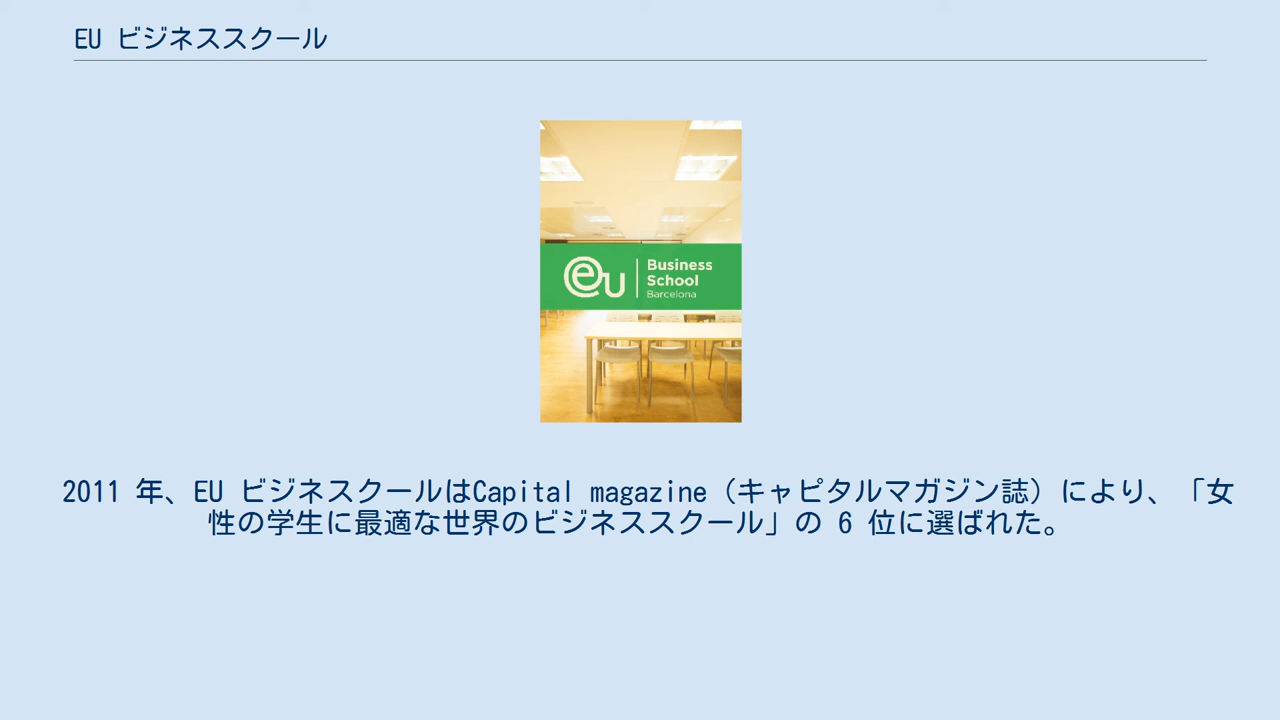 EU ビジネススクール
eu
Business
School
Barcelona
2011 年、EU ビジネスクールはCapital magazine（キャピタルマガジン誌）により、「女
性の学生に最適な世界のビジネススクール」の 6 位に選ばれた。